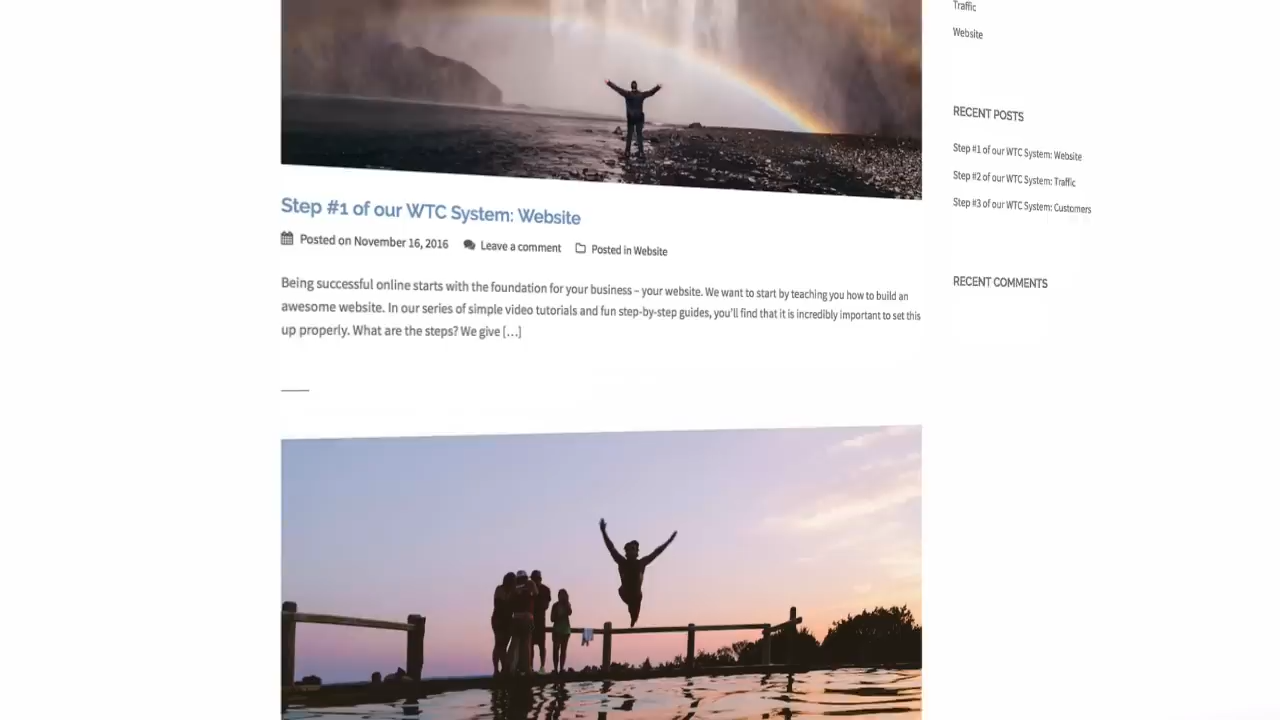 Traffic
Website
RECENT POSTS
Step #1 of our WTC System: Website
Step #2 of our WTC System: Traffic
Step #3 of our WTC System: Customers
RECENT COMMENTS
Step #1 of our WTC System: Website
Posted on November 16, 2016 Leave a comment Posted in Website
Being successful online starts with the foundation for your business – your website. We want to start by teaching you how to build an
awesome website. In our series of simple video tutorials and fun step-by-step guides, you'll find that it is incredibly important to set this
up properly. What are the steps? We give […]